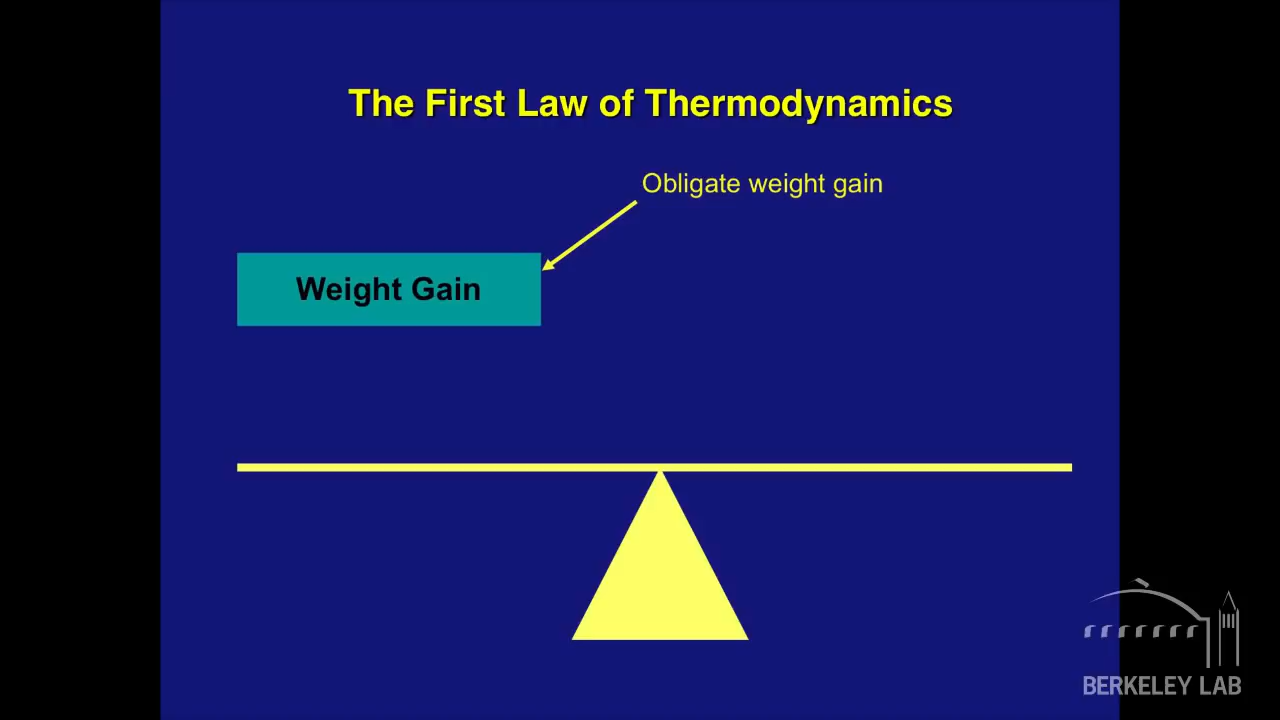 The First Law of Thermodynamics
Obligate weight gain
Weight Gain
BERKELEY LAB